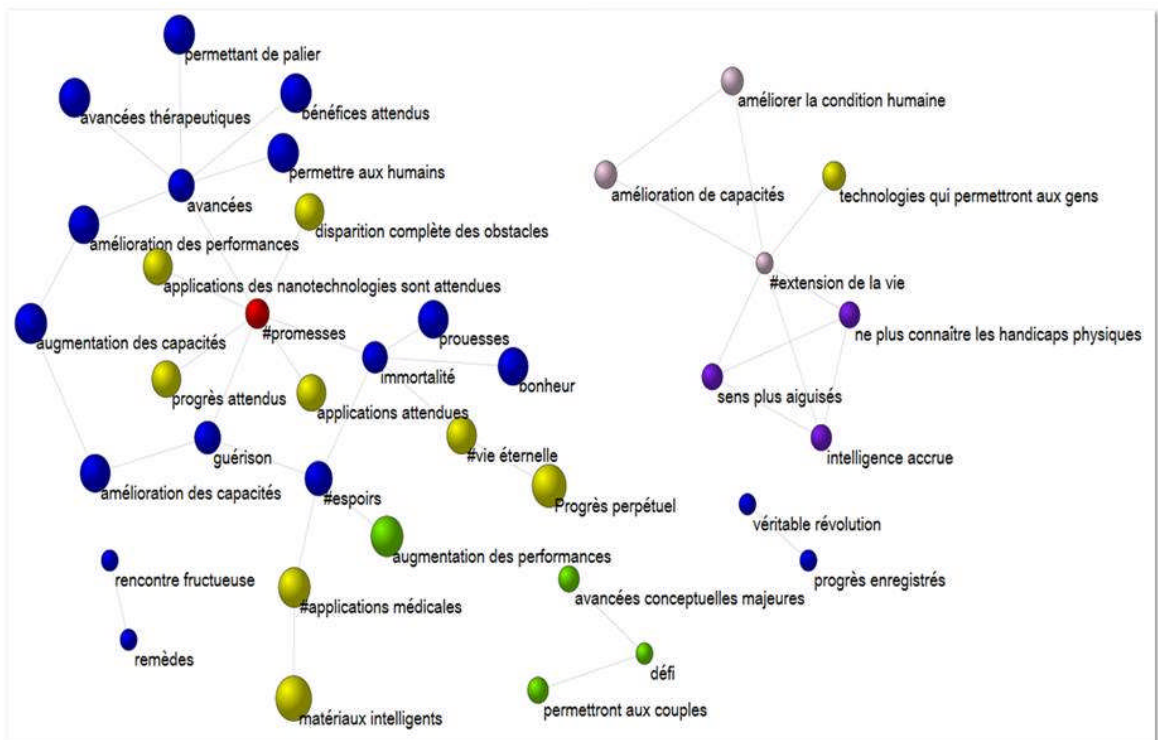 permettant de palier
avancées thérapeutiques
bénéfices attendus
permettre aux humains
avancées
disparition complète des obstacles
amélioration des performances
applications des nanotechnologies sont attendues
#promesses
augmentation des capacités
prouesses
immortalité
bonheur
progrès attendus
applications attendues
guérison
#vie éternelle
amélioration des capacités
#espoirs
Progrès perpétuel
augmentation des performances
rencontre fructueuse
#applications médicales
remèdes
matériaux intelligents
avancées conceptuelles majeures
défi
permettront aux couples
améliorer la condition humaine
amélioration de capacités
technologies qui permettront aux gens
#extension de la vie
ne plus connaître les handicaps physiques
sens plus aiguisés
intelligence accrue
véritable révolution
progrès enregistrés